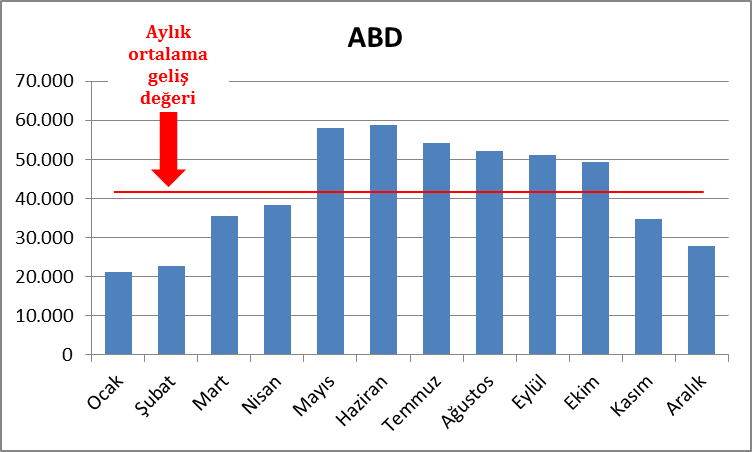 ABD
Aylık
ortalama
geliş
değeri
70.000
60.000
50.000
40.000
30.000
20.000
10.000
0
Ocak
Şubat
Mart
Nisan
Mayıs
Haziran
Temmuz
Ağustos
Eylül
Ekim
Kasım
Aralık